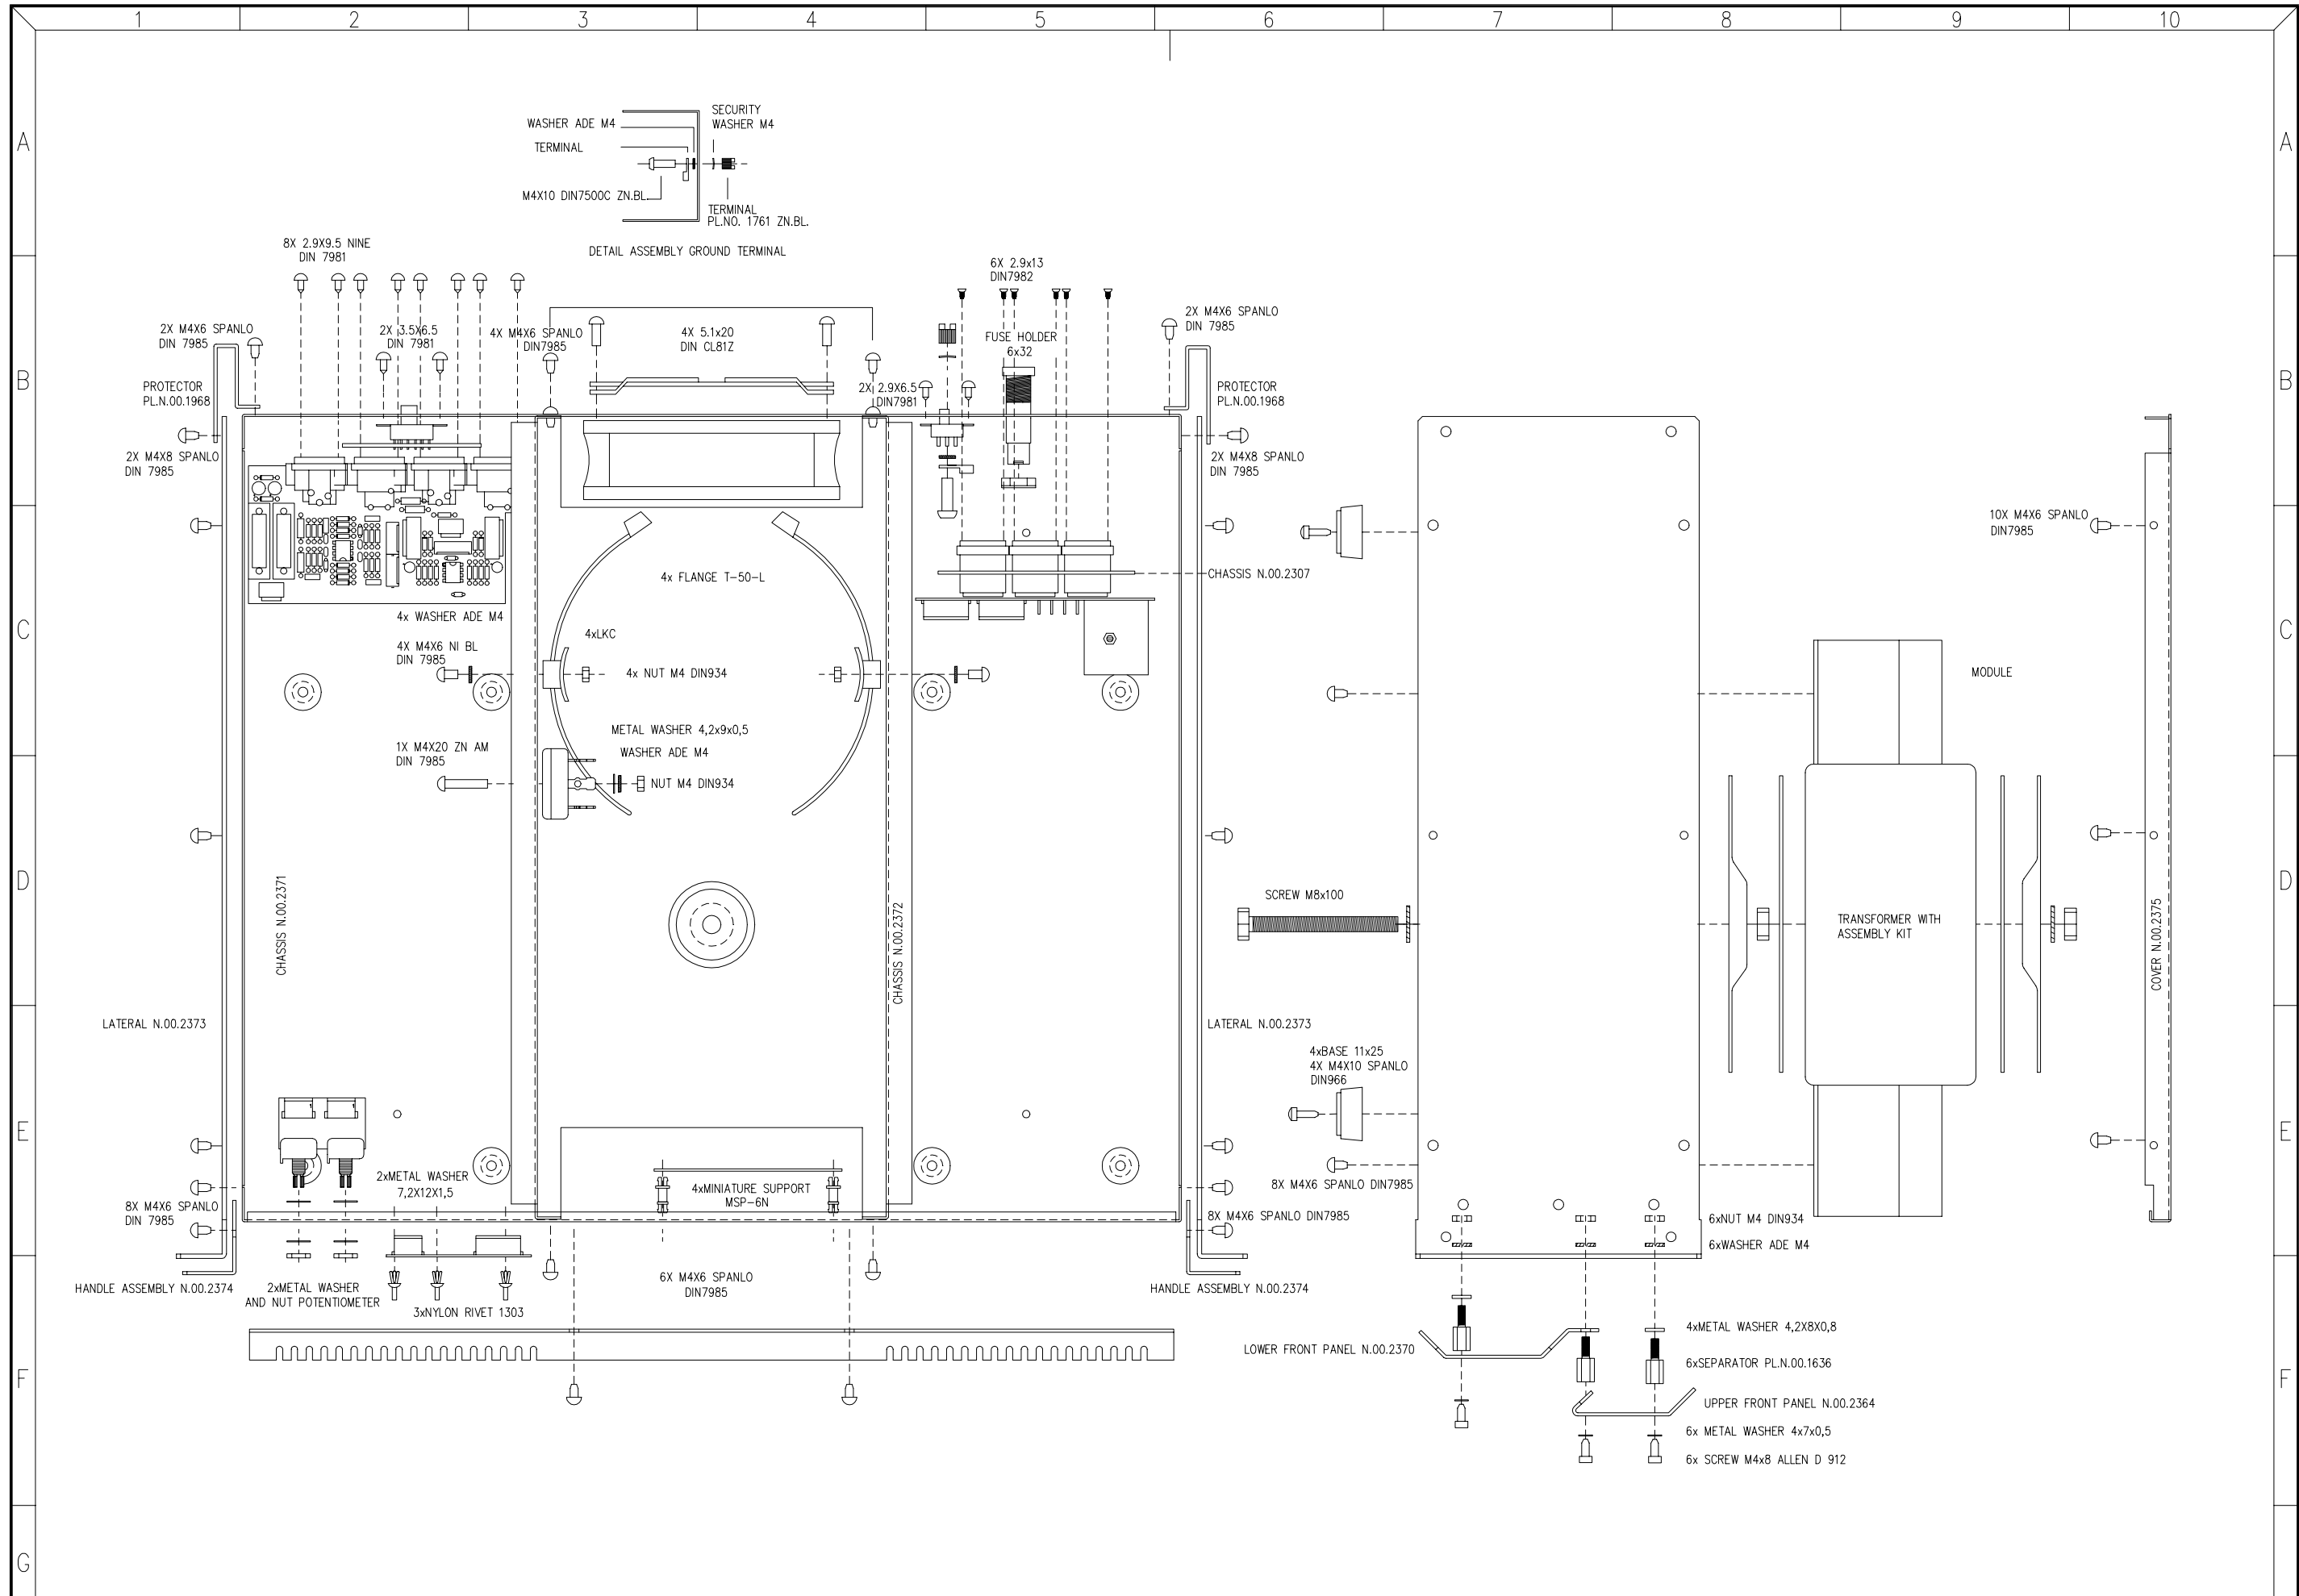 1 2 3 4 5 6 7 8 9 10
A
A
WASHER ADE M4
SECURITY
WASHER M4
TERMINAL
M4X10 DIN7500C ZN.BL.
TERMINAL
PL.NO. 1761 ZN.BL.
DETAIL ASSEMBLY GROUND TERMINAL
8X 2.9X9.5 NINE
DIN 7981
6X 2.9x13
DIN7982
2X M4X6 SPANLO
DIN 7985
2X 3.5X6.5
DIN 7981
4X M4X6 SPANLO
DIN7985
4X 5.1x20
DIN CL81Z
FUSE HOLDER
6x32
2X M4X6 SPANLO
DIN 7985
B
B
PROTECTOR
PL.N.00.1968
2X 2.9X6.5
DIN7981
PROTECTOR
PL.N.00.1968
2X M4X8 SPANLO
DIN 7985
2X M4X8 SPANLO
DIN 7985
10X M4X6 SPANLO
DIN7985
4x FLANGE T-50-L
CHASSIS N.00.2307
4x WASHER ADE M4
C
C
4xLKC
4X M4X6 NI BL
DIN 7985
4x NUT M4 DIN934
MODULE
METAL WASHER 4,2x9x0,5
WASHER ADE M4
1X M4X20 ZN AM
DIN 7985
NUT M4 DIN934
D
D
CHASSIS N.00.2371
CHASSIS N.00.2372
SCREW M8x100
TRANSFORMER WITH
ASSEMBLY KIT
COVER N.00.2375
LATERAL N.00.2373
LATERAL N.00.2373
4xBASE 11x25
4X M4X10 SPANLO
DIN966
E
E
2xMETAL WASHER
7,2X12X1,5
4xMINIATURE SUPPORT
MSP-6N
8X M4X6 SPANLO DIN7985
8X M4X6 SPANLO
DIN 7985
8X M4X6 SPANLO DIN7985
6xNUT M4 DIN934
6xWASHER ADE M4
HANDLE ASSEMBLY N.00.2374
2xMETAL WASHER
AND NUT POTENTIOMETER
3xNYLON RIVET 1303
6X M4X6 SPANLO
DIN7985
HANDLE ASSEMBLY N.00.2374
4xMETAL WASHER 4,2X8X0,8
LOWER FRONT PANEL N.00.2370
6xSEPARATOR PL.N.00.1636
F
F
UPPER FRONT PANEL N.00.2364
6x METAL WASHER 4x7x0,5
6x SCREW M4x8 ALLEN D 912
G